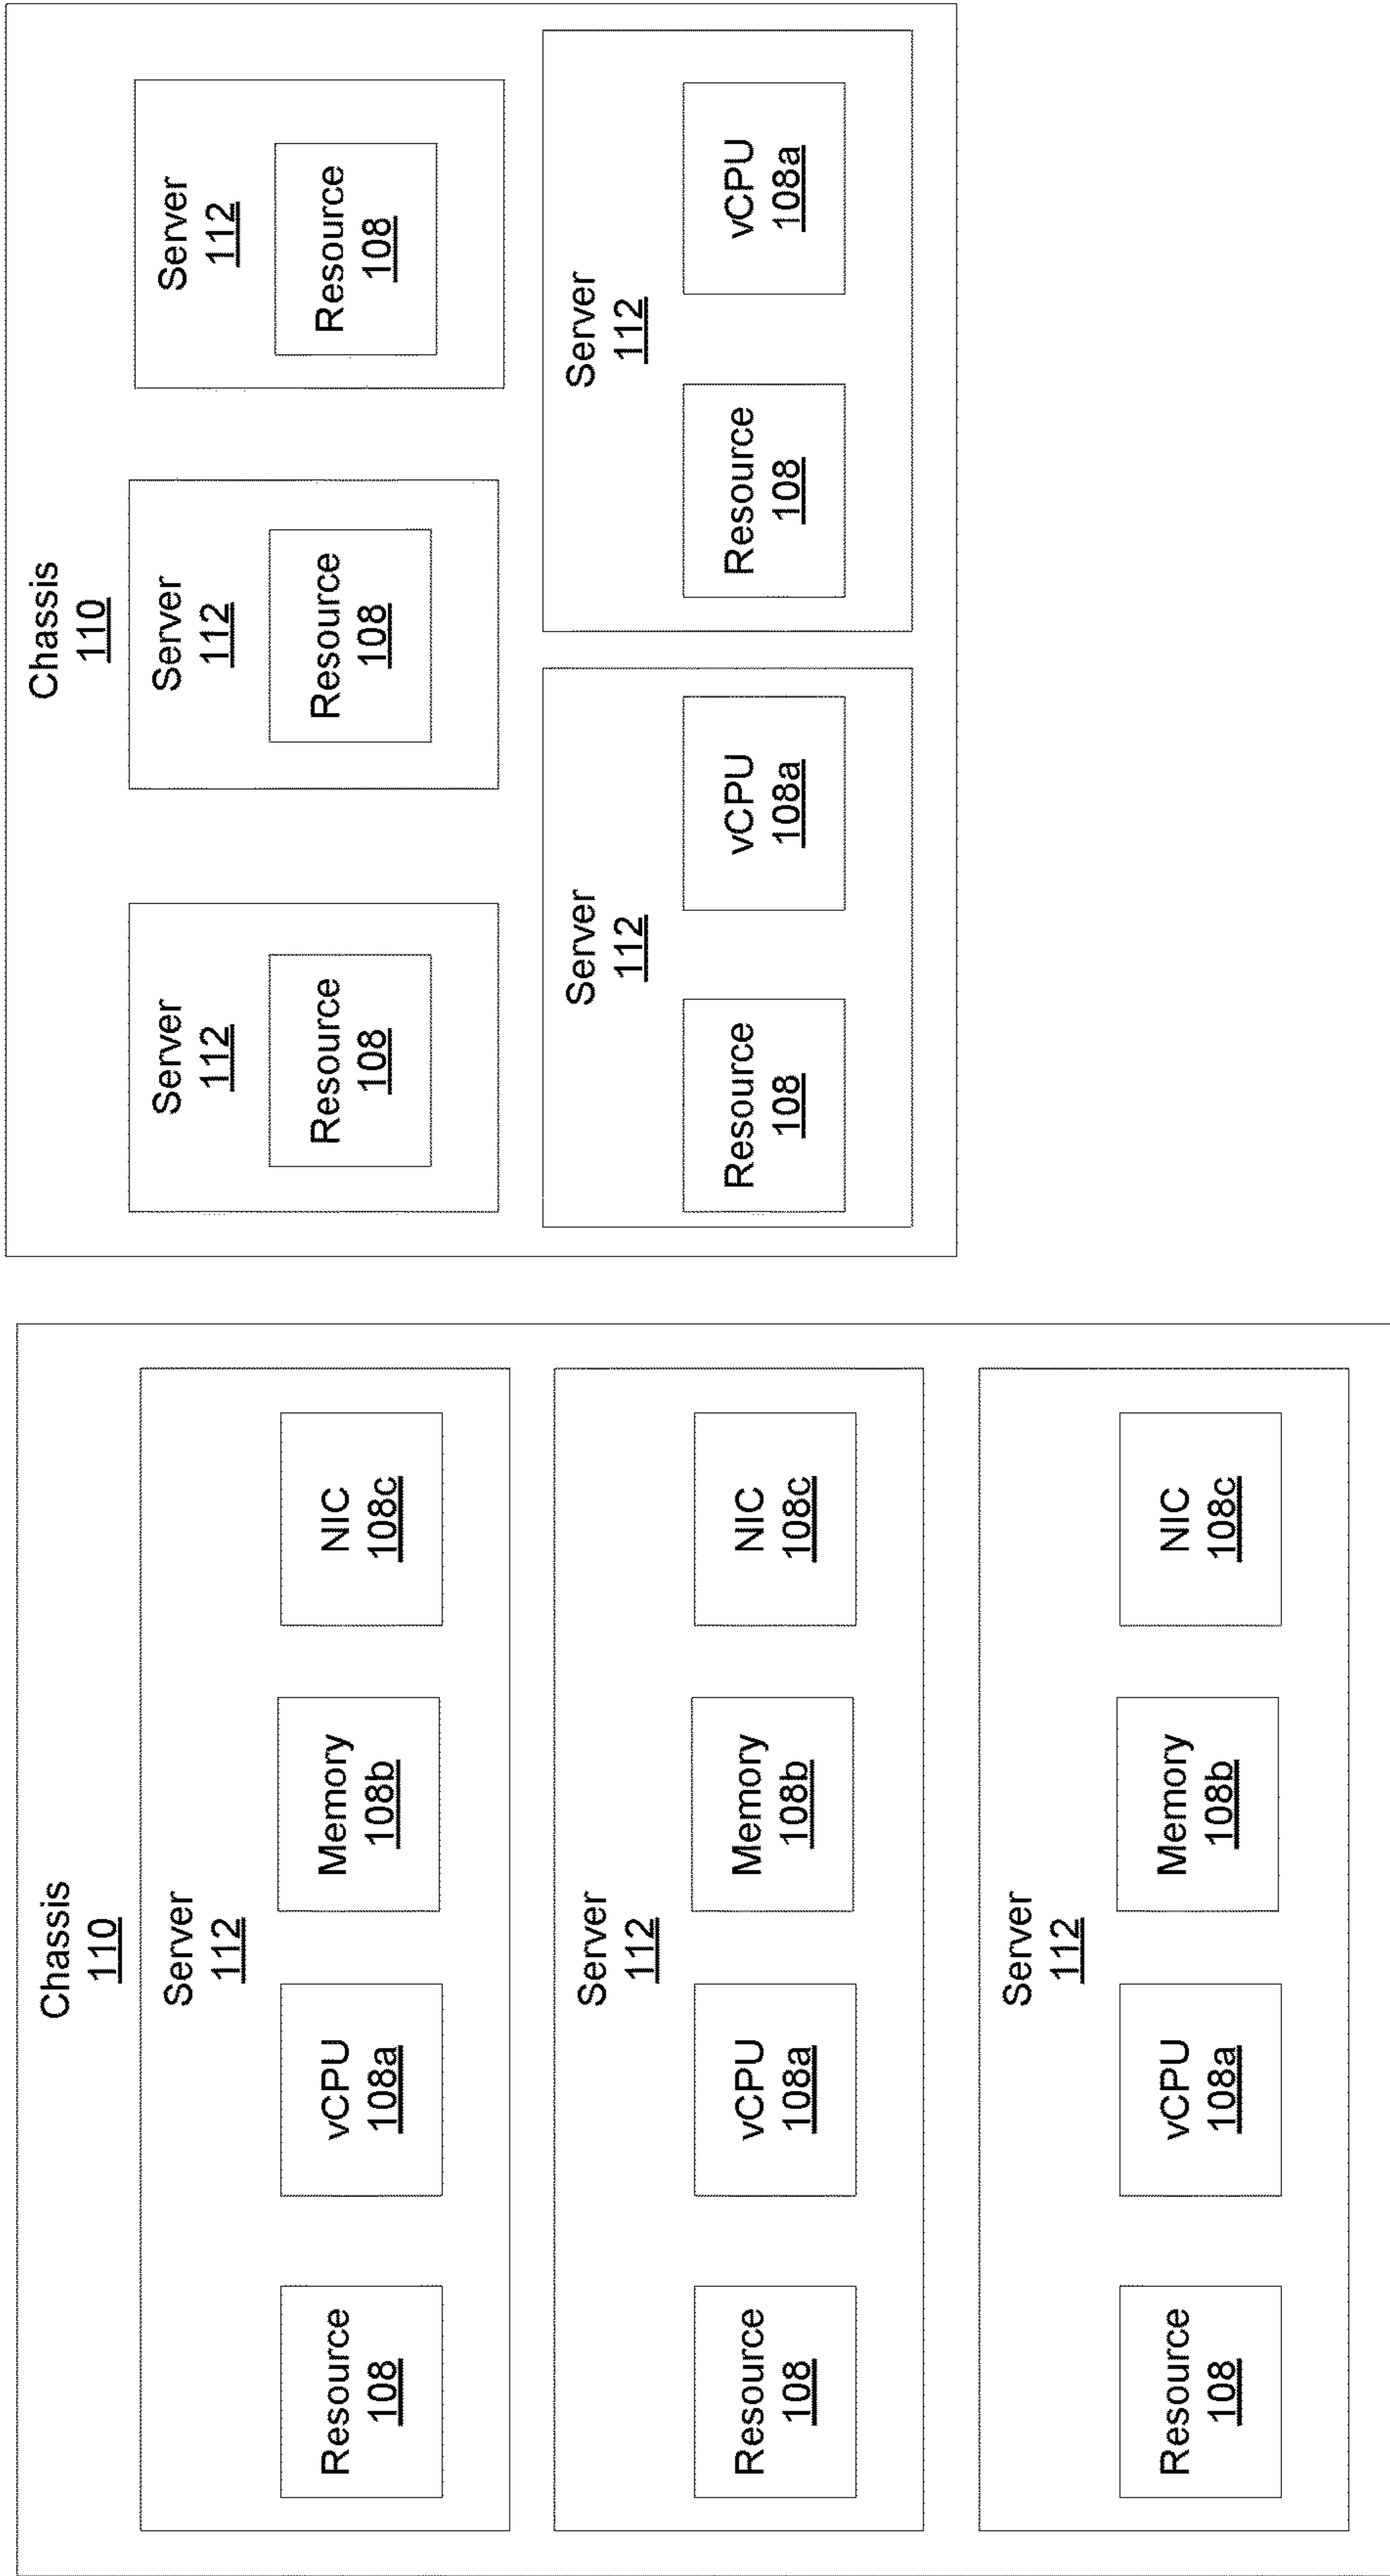 Chassis
110
Server
112
Resource
108
vCPU
108a
Memory
108b
NIC
108c
Server
112
Resource
108
vCPU
108a
Memory
108b
NIC
108c
Server
112
Resource
108
vCPU
108a
Memory
108b
NIC
108c
Chassis
110
Server
112
Resource
108
Server
112
Resource
108
Server
112
Resource
108
Server
112
Resource
108
vCPU
108a
Server
112
Resource
108
vCPU
108a